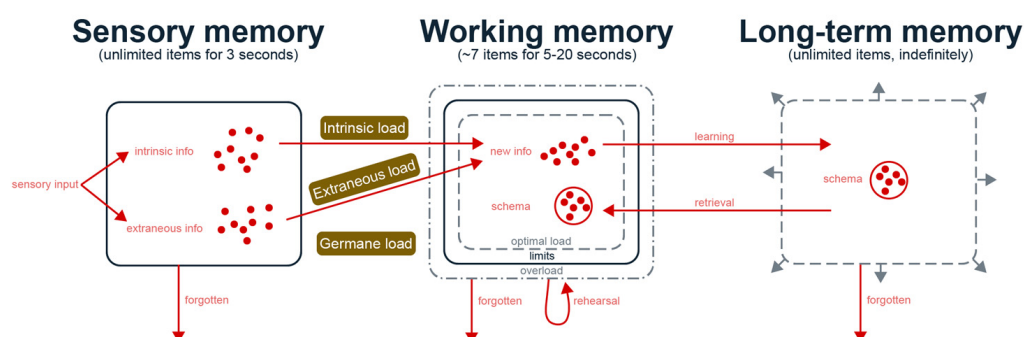 Sensory memory
(unlimited items for 3 seconds)
Working memory
(~7 items for 5-20 seconds)
Long-term memory
(unlimited items, indefinitely)
sensory input
intrinsic info
extraneous info
forgotten
Intrinsic load
Extraneous load
Germane load
new info
schema
optimal load
limits
overload
forgotten
rehearsal
learning
retrieval
schema
forgotten